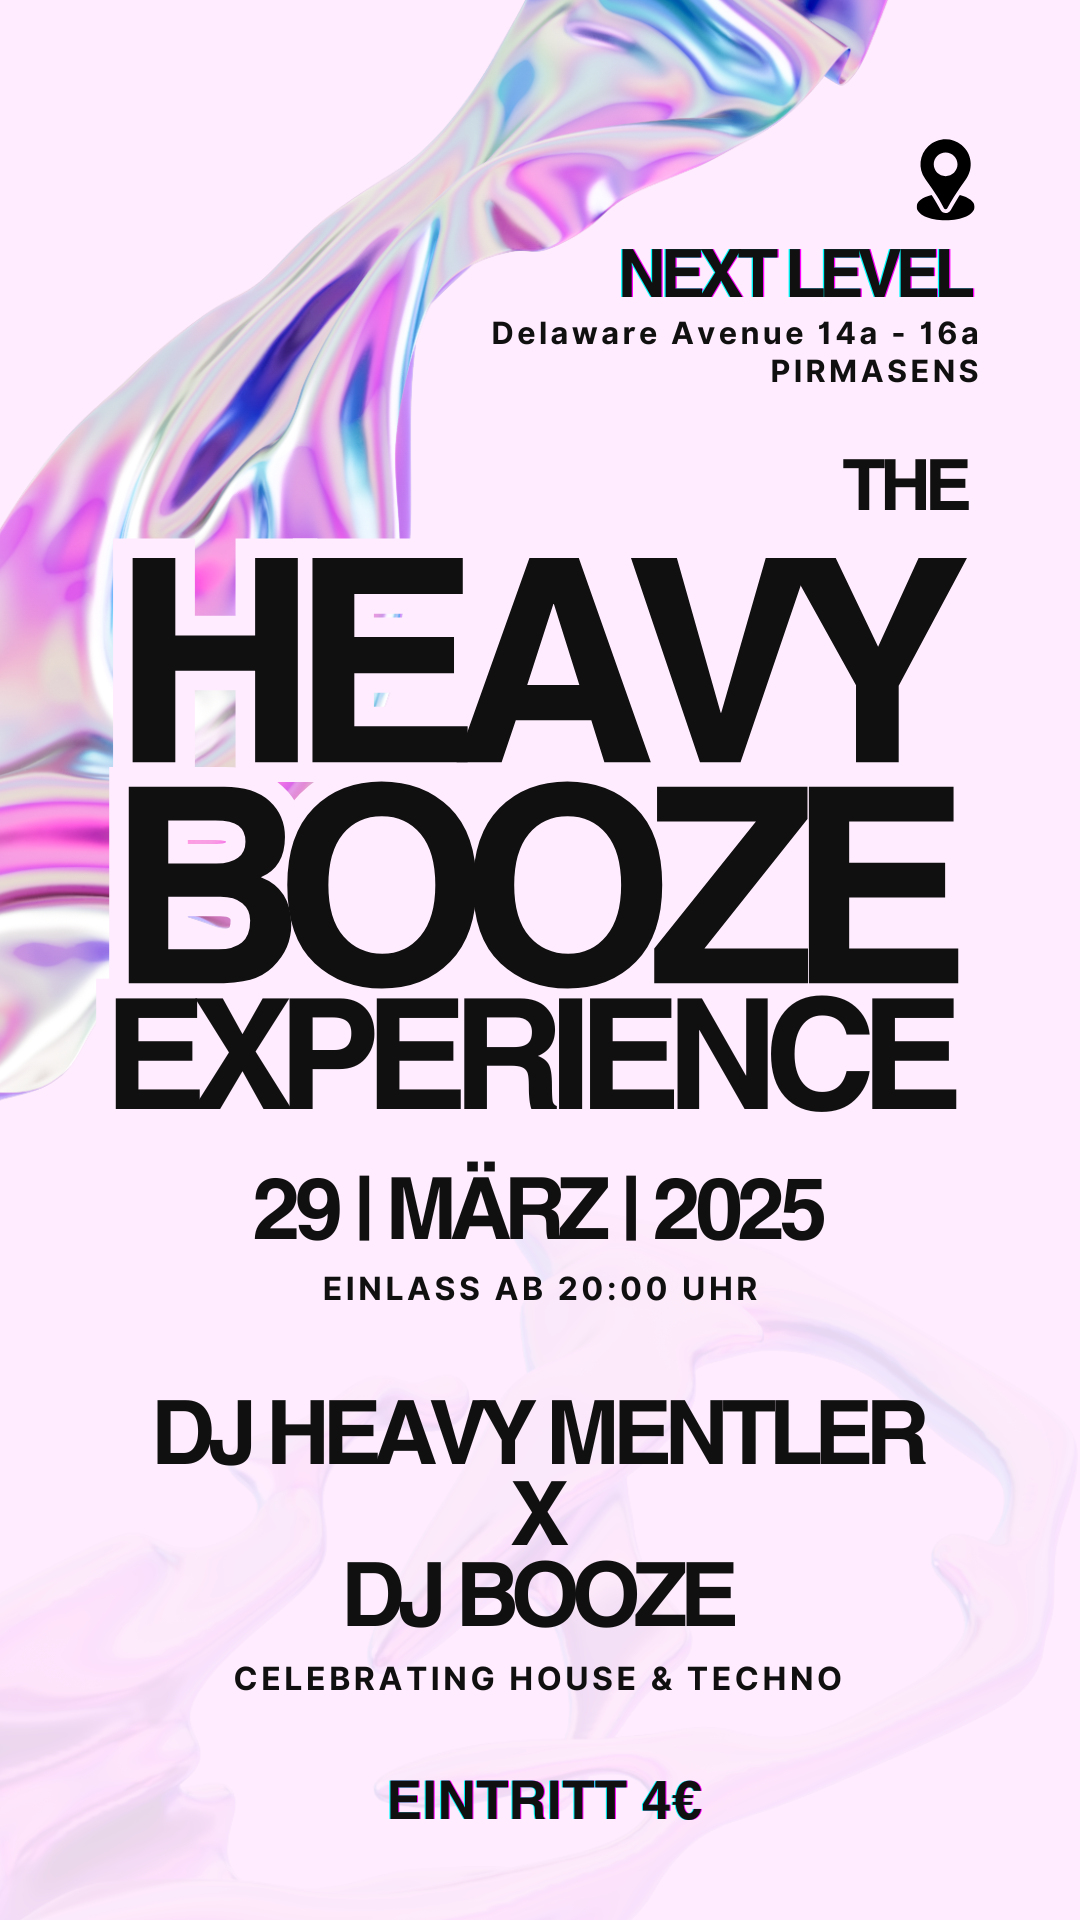 NEXT LEVEL
Delaware Avenue 14a - 16a
PIRMASENS
THE
HEAVY
BOOZE
EXPERIENCE
29 | MÄRZ | 2025
EINLASS AB 20:00 UHR
DJ HEAVY MENTLER
X
DJ BOOZE
CELEBRATING HOUSE & TECHNO
EINTRITT 4€